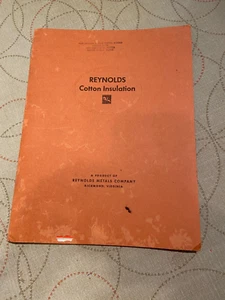 REYNOLDS
Cotton Insulation
A PRODUCT OF
REYNOLDS METALS COMPANY
RICHMOND, VIRGINIA